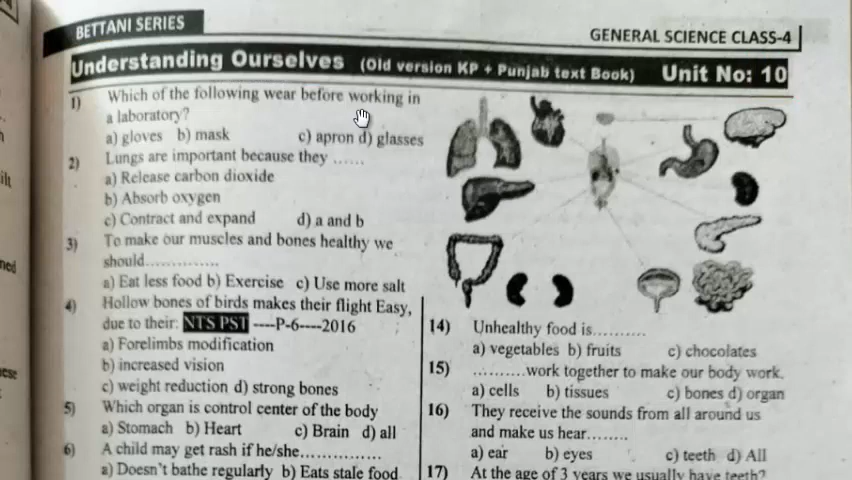 BETTANI SERIES
GENERAL SCIENCE CLASS-4
Understanding Ourselves (Old version KP + Punjab text Book) Unit No: 10
1) Which of the following wear before working in
a laboratory?
a) gloves b) mask c) apron d) glasses
2) Lungs are important because they ......
a) Release carbon dioxide
b) Absorb oxygen
c) Contract and expand d) a and b
3) To make our muscles and bones healthy we
should..............
a) Eat less food b) Exercise c) Use more salt
4) Hollow bones of birds makes their flight Easy,
due to their: NTS PST ----P-6----2016
a) Forelimbs modification
b) increased vision
c) weight reduction d) strong bones
5) Which organ is control center of the body
a) Stomach b) Heart c) Brain d) all
6) A child may get rash if he/she...............
a) Doesn't bathe regularly b) Eats stale food
14) Unhealthy food is..........
a) vegetables b) fruits c) chocolates
15) ..........work together to make our body work.
a) cells b) tissues c) bones d) organ
16) They receive the sounds from all around us
and make us hear........
a) ear b) eyes c) teeth d) All
17) At the age of 3 years we usually have teeth?